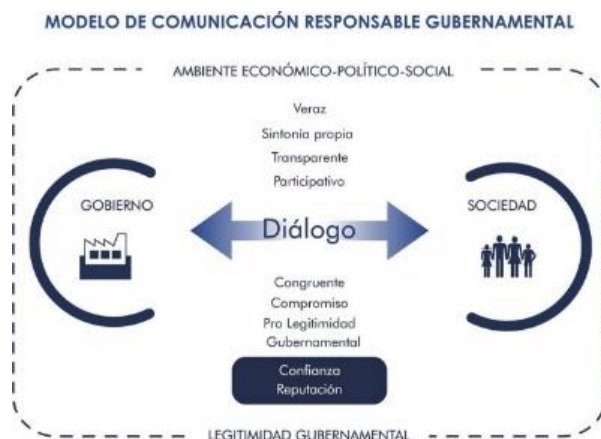 MODELO DE COMUNICACIÓN RESPONSABLE GUBERNAMENTAL
AMBIENTE ECONÓMICO-POLÍTICO-SOCIAL
Veraz
Sintonía propia
Transparente
Participativo
GOBIERNO
SOCIEDAD
Diálogo
Congruente
Compromiso
Pro Legitimidad
Gubernamental
Confianza
Reputación
LEGITIMIDAD GUBERNAMENTAL